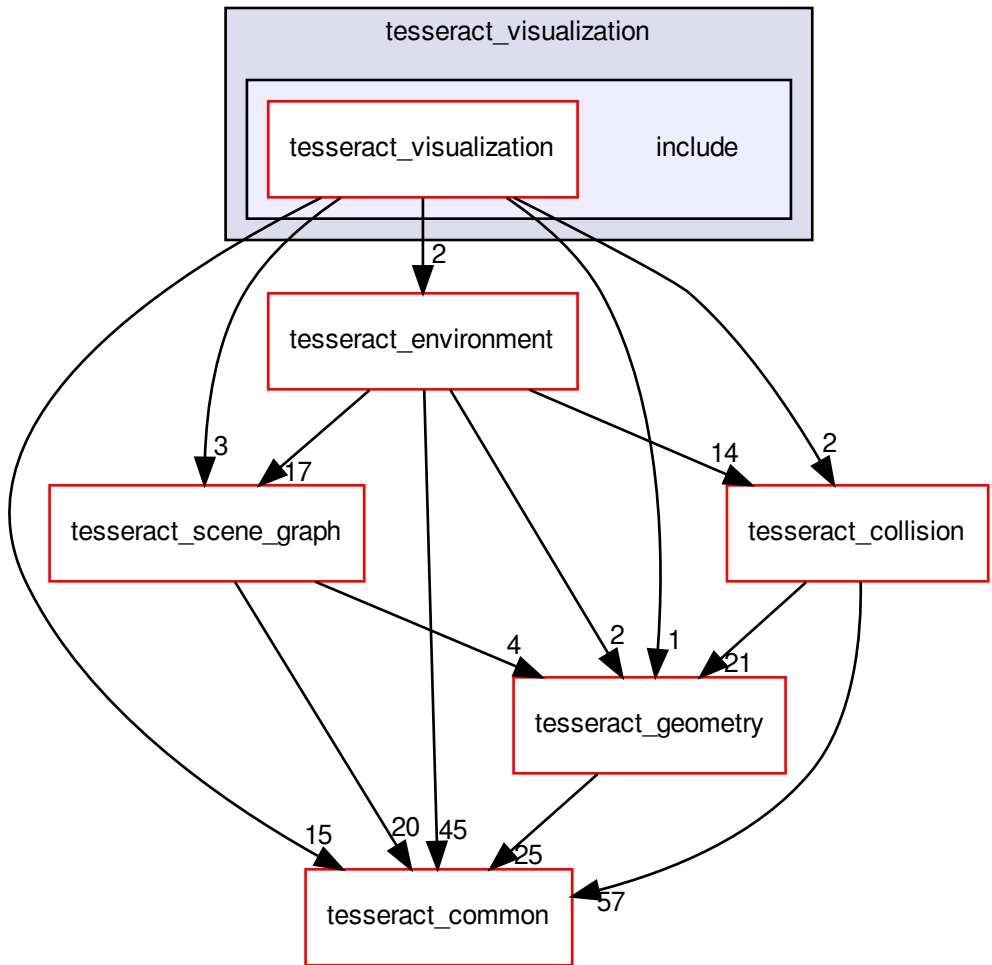 tesseract_visualization
tesseract_visualization
include
2
tesseract_environment
3
17
14
2
tesseract_scene_graph
tesseract_collision
4
2
1
21
tesseract_geometry
15
20
45
25
57
tesseract_common